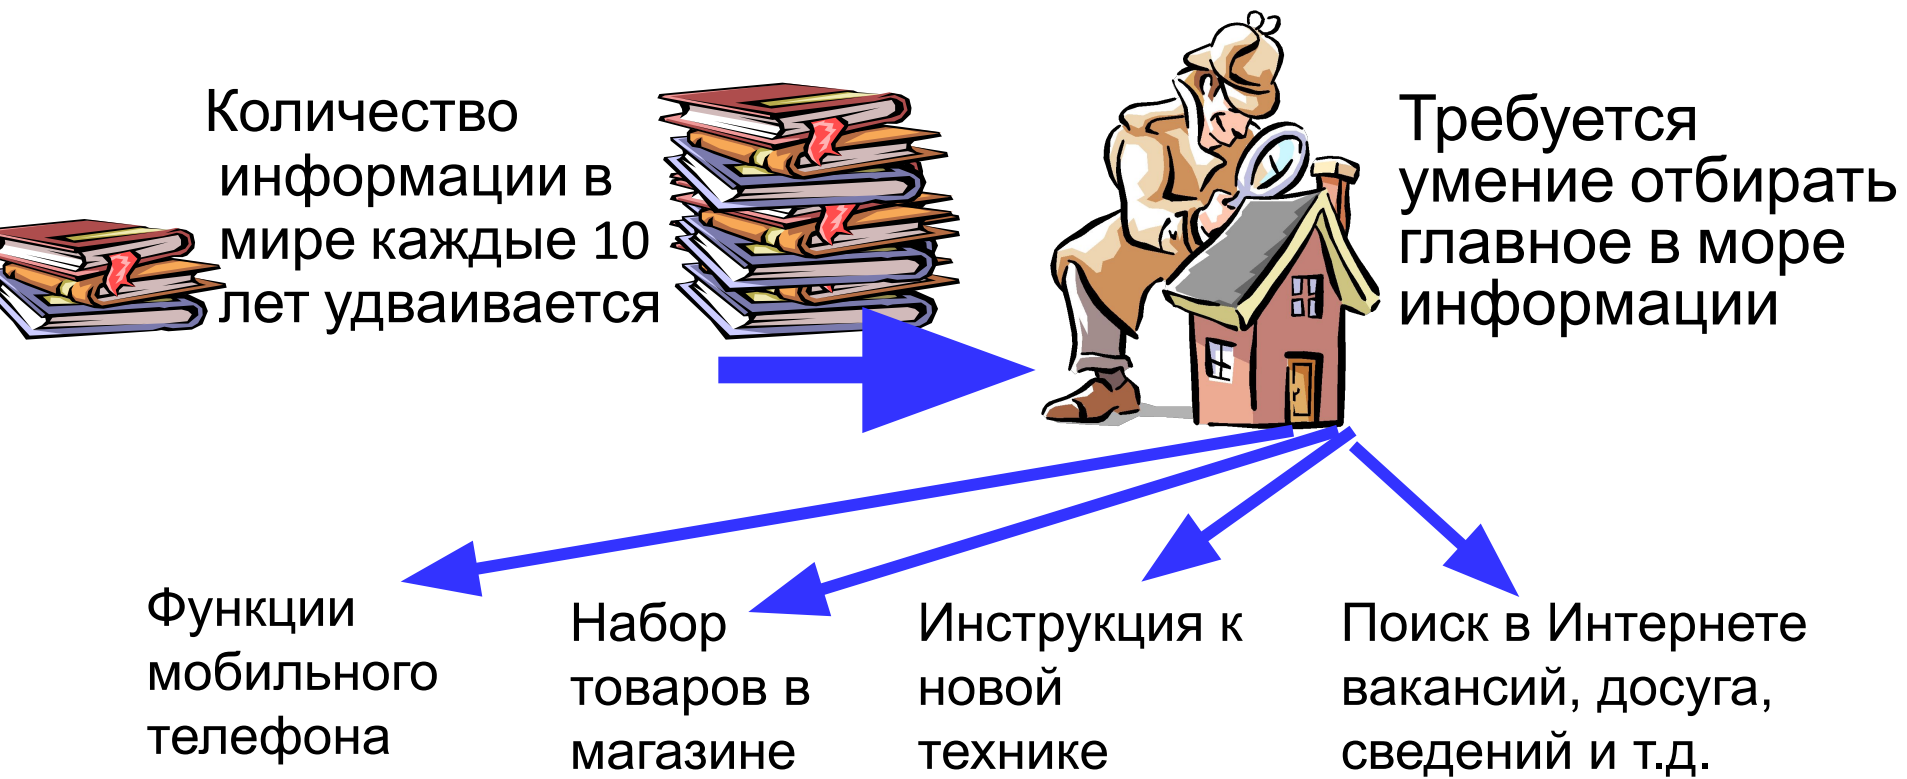 Количество
информации в
мире каждые 10
лет удваивается
Требуется
умение отбирать
главное в море
информации
Функции
мобильного
телефона
Набор
товаров в
магазине
Инструкция к
новой
технике
Поиск в Интернете
вакансий, досуга,
сведений и т.д.